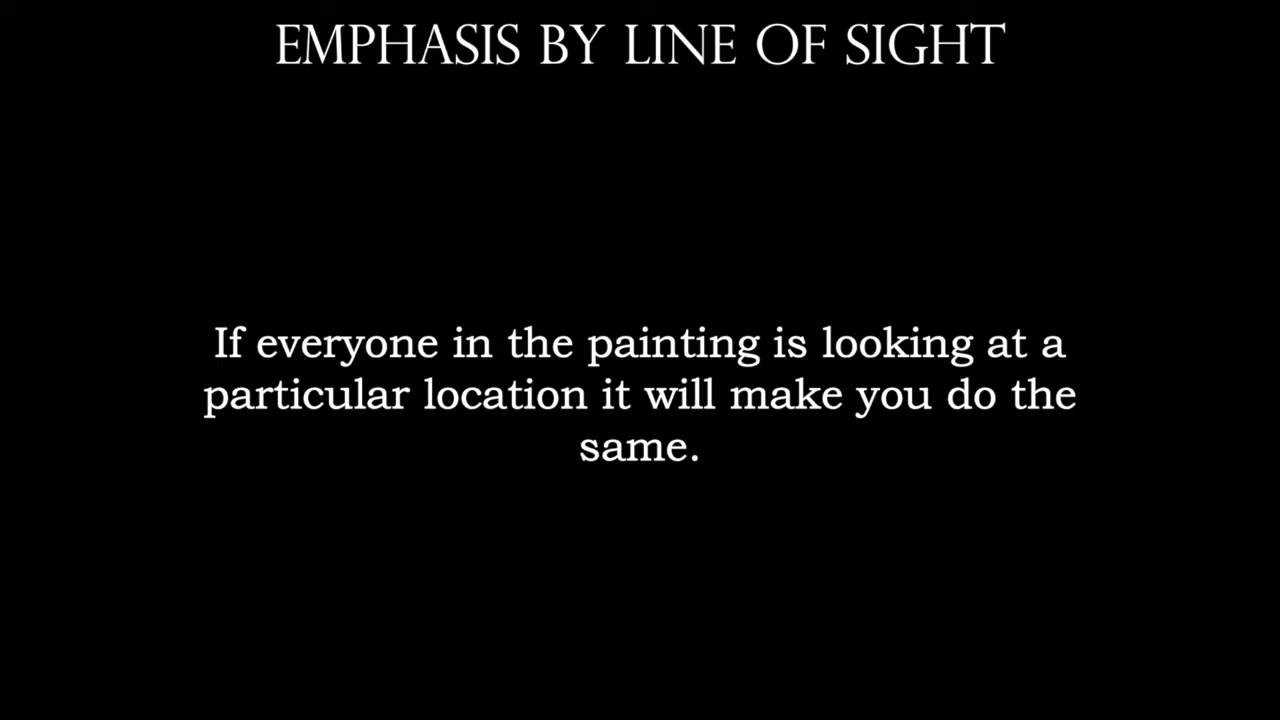 EMPHASIS BY LINE OF SIGHT
If everyone in the painting is looking at a
particular location it will make you do the
same.